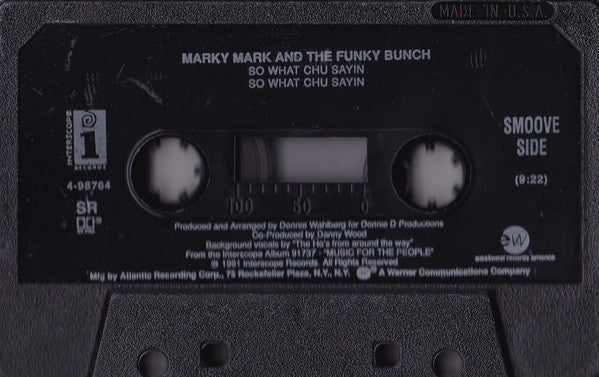 MADE IN U.S.A.
MARKY MARK AND THE FUNKY BUNCH
SO WHAT CHU SAYIN
SO WHAT CHU SAYIN
INTERSCOPE
i
RECORDS
4-98764
SR
SMOOVE
SIDE
(9:22)
100 50 0
Produced and Arranged by Donnie Wahlberg for Donnie D Productions
Co-Produced by Danny Wood
Background vocals by "The Ho's from around the way"
From the Interscope Album 91737 - "MUSIC FOR THE PEOPLE"
℗ 1991 Interscope Records. All Rights Reserved
Mfg by Atlantic Recording Corp., 75 Rockefeller Plaza, N.Y., N.Y. A Warner Communications Company
ew
eastwest records america